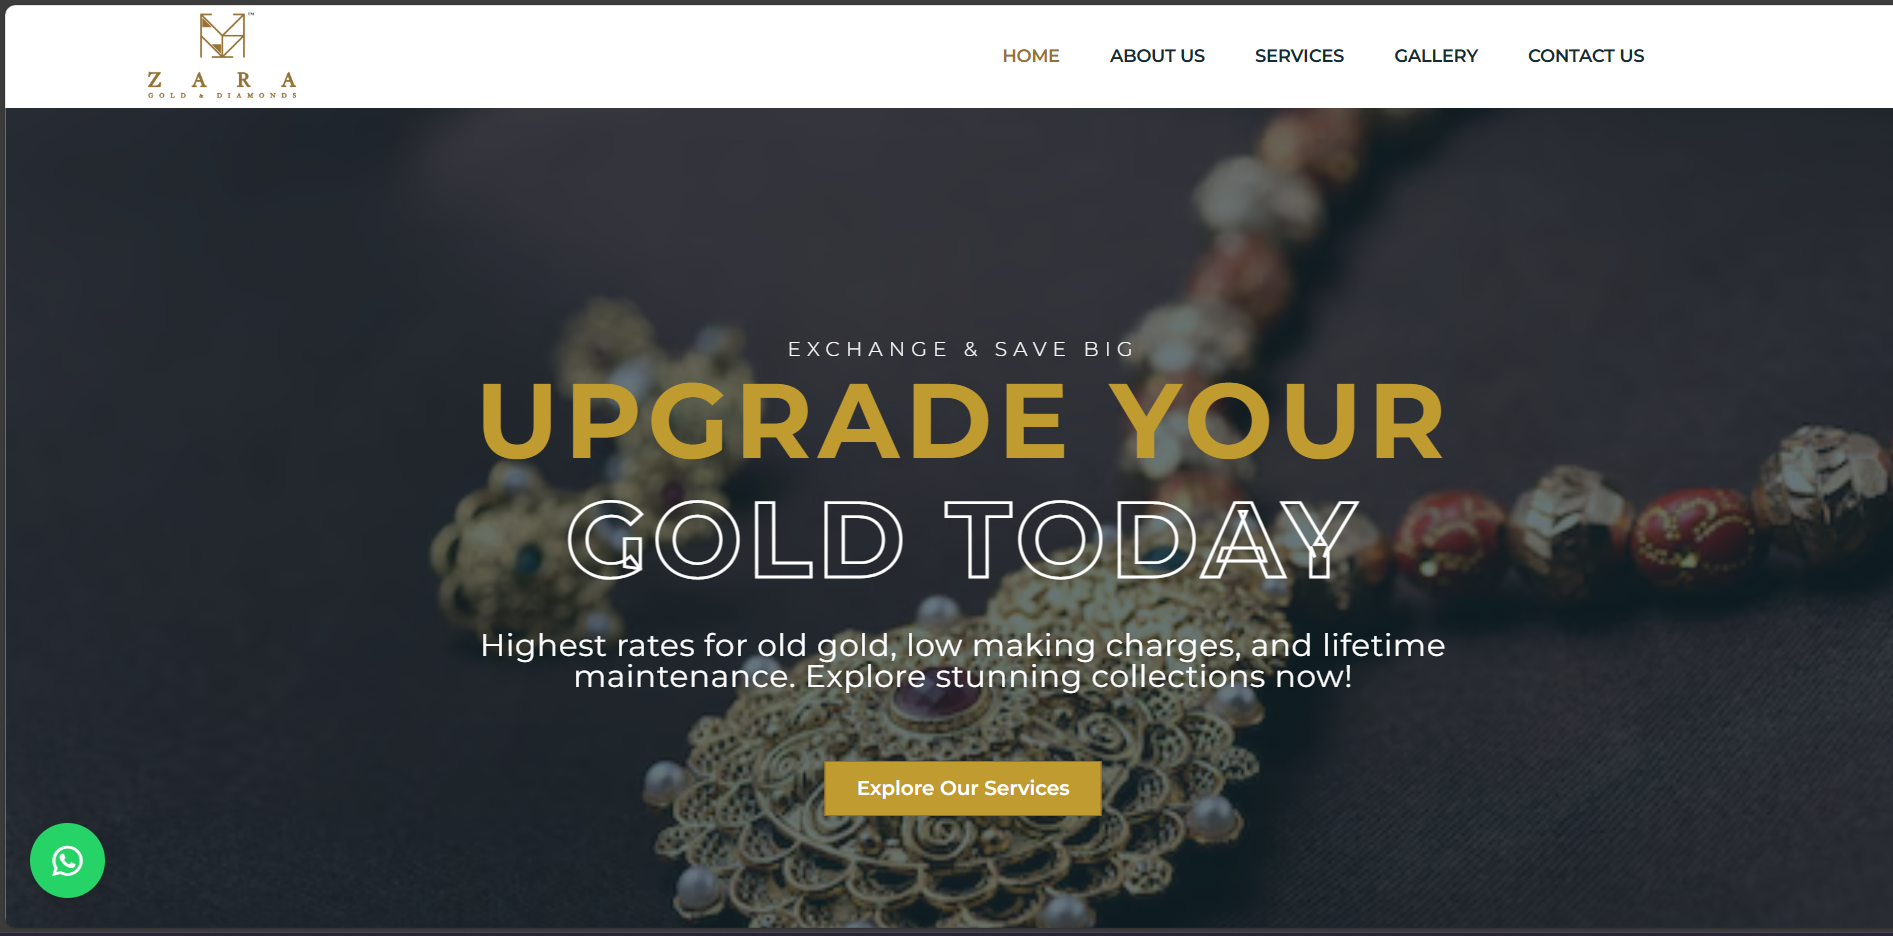 TM
ZARA
GOLD & DIAMONDS
HOME ABOUT US SERVICES GALLERY CONTACT US
EXCHANGE & SAVE BIG
UPGRADE YOUR
GOLD TODAY
Highest rates for old gold, low making charges, and lifetime
maintenance. Explore stunning collections now!
Explore Our Services